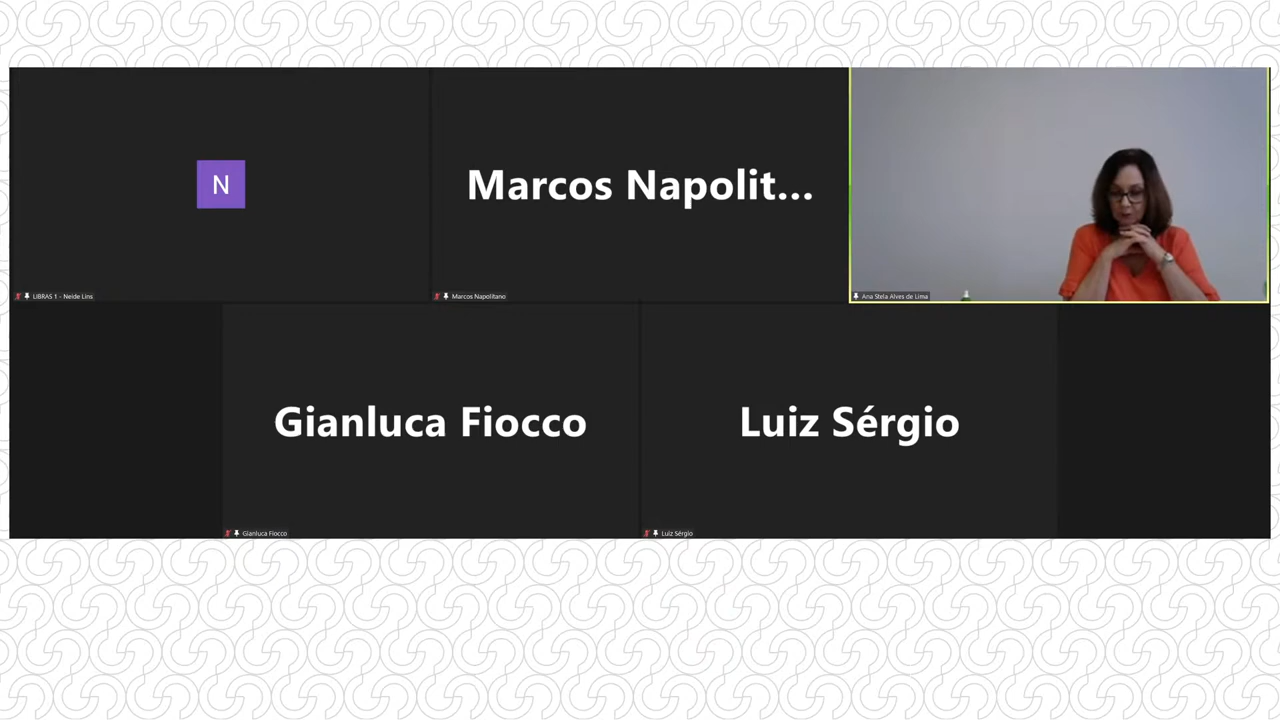 N
Marcos Napolit...
LIBRAS 1 - Neide Lins
Marcos Napolitano
Ana Stela Alves de Lima
Gianluca Fiocco
Luiz Sérgio
Gianluca Fiocco
Luiz Sérgio